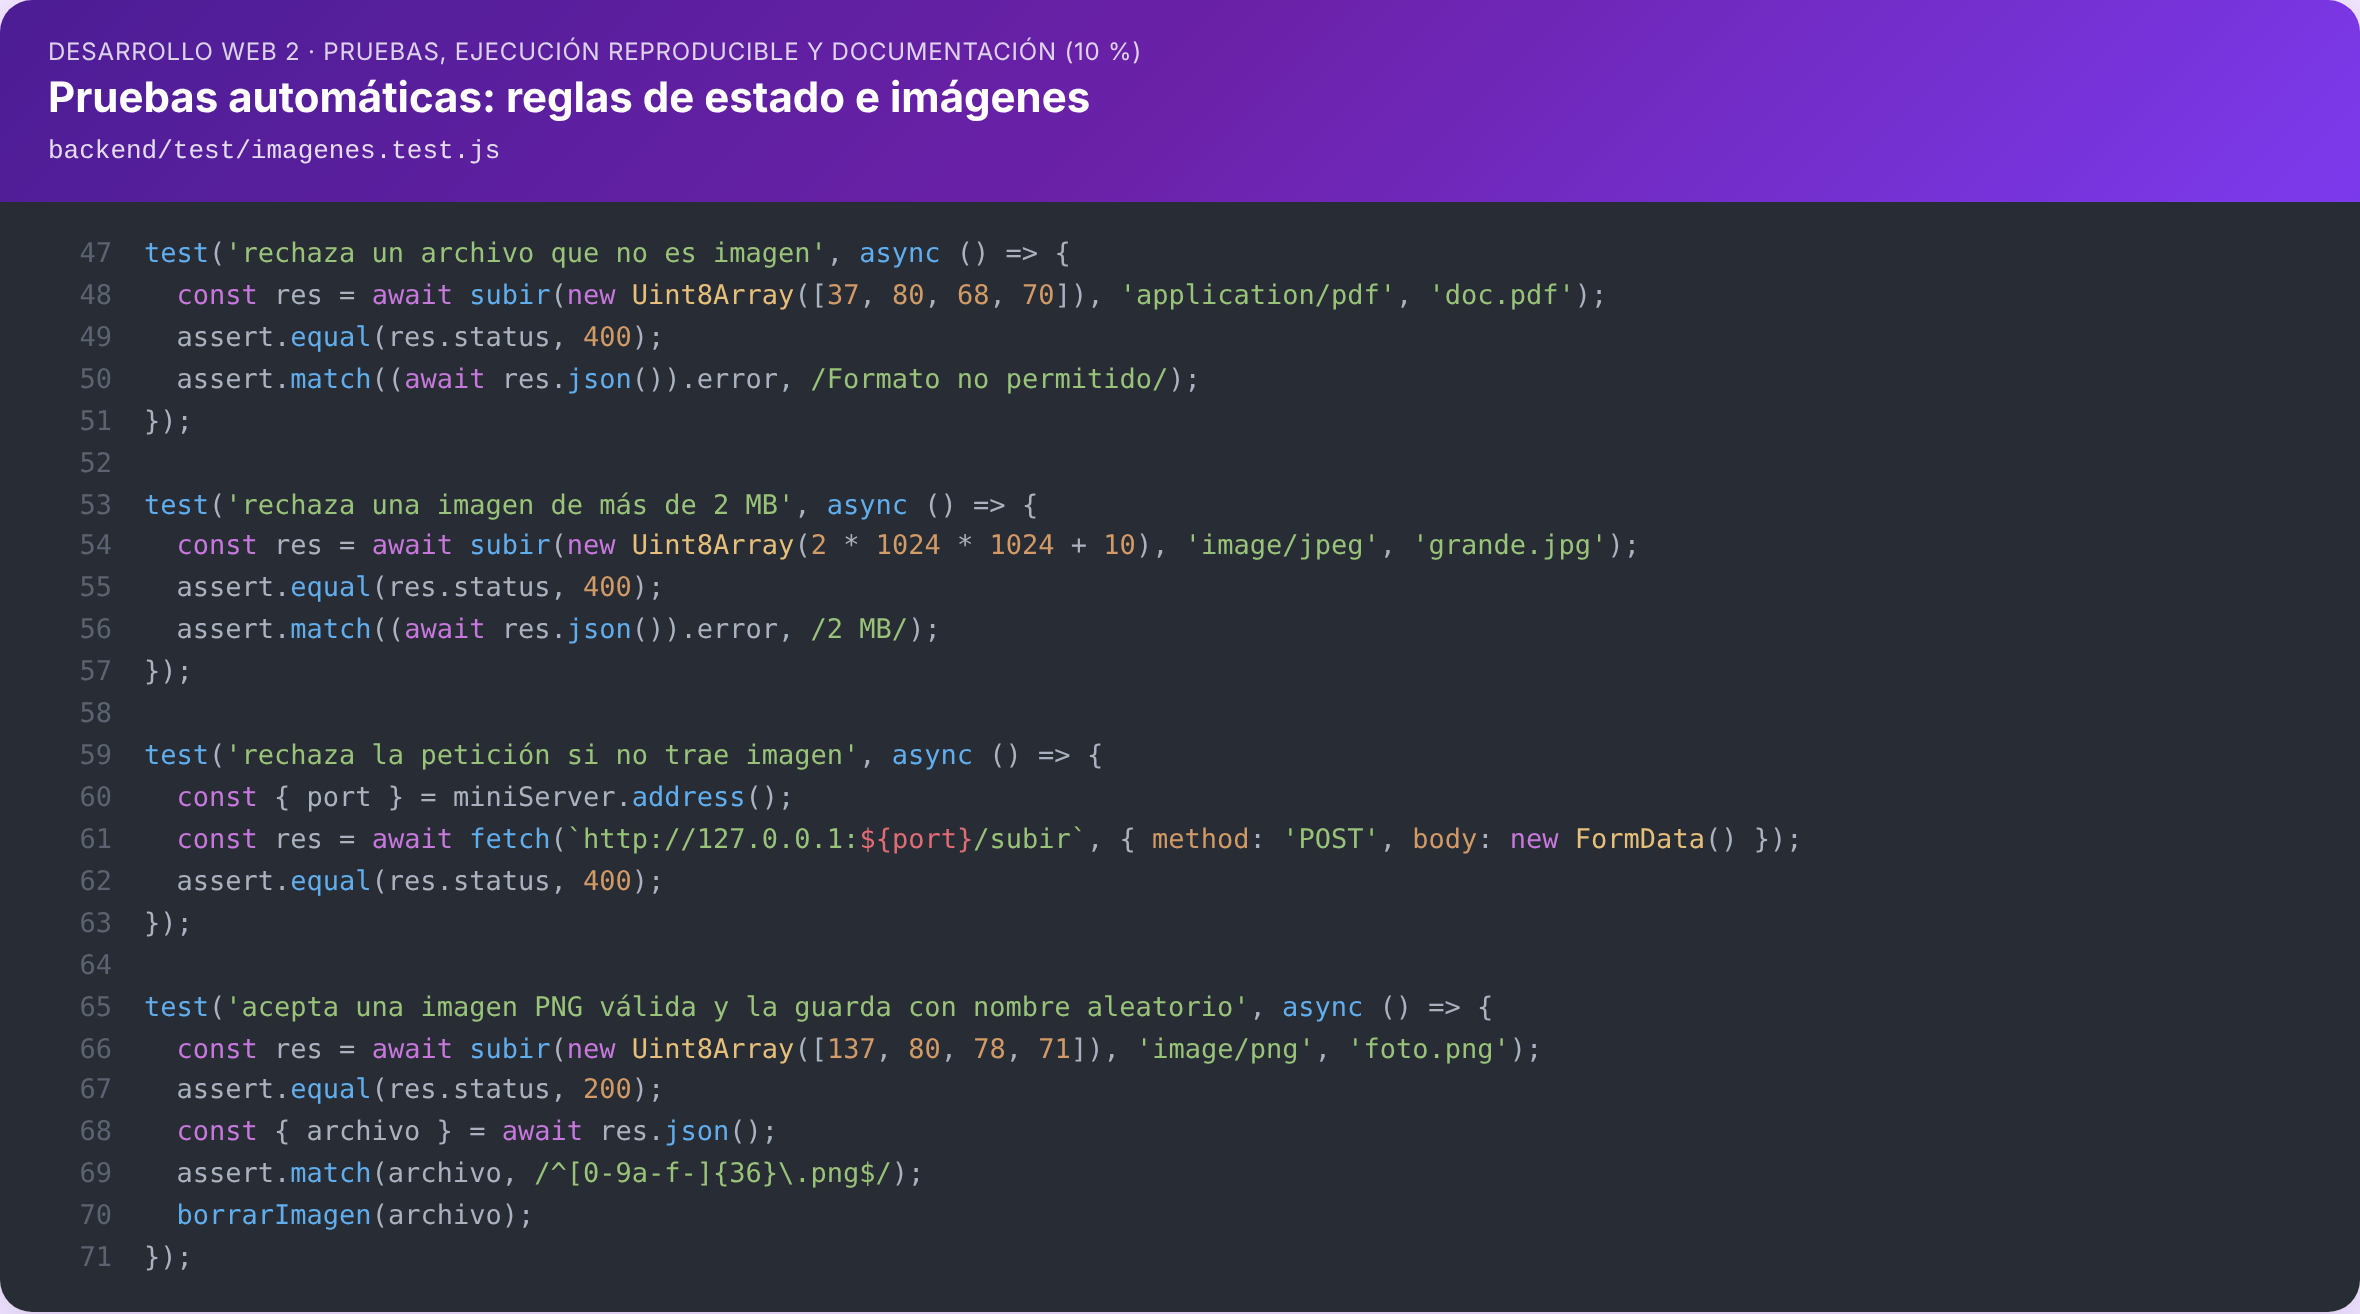 DESARROLLO WEB 2 · PRUEBAS, EJECUCIÓN REPRODUCIBLE Y DOCUMENTACIÓN (10 %)
Pruebas automáticas: reglas de estado e imágenes
backend/test/imagenes.test.js
47 test('rechaza un archivo que no es imagen', async () => {
48   const res = await subir(new Uint8Array([37, 80, 68, 70]), 'application/pdf', 'doc.pdf');
49   assert.equal(res.status, 400);
50   assert.match((await res.json()).error, /Formato no permitido/);
51 });
52
53 test('rechaza una imagen de más de 2 MB', async () => {
54   const res = await subir(new Uint8Array(2 * 1024 * 1024 + 10), 'image/jpeg', 'grande.jpg');
55   assert.equal(res.status, 400);
56   assert.match((await res.json()).error, /2 MB/);
57 });
58
59 test('rechaza la petición si no trae imagen', async () => {
60   const { port } = miniServer.address();
61   const res = await fetch(`http://127.0.0.1:${port}/subir`, { method: 'POST', body: new FormData() });
62   assert.equal(res.status, 400);
63 });
64
65 test('acepta una imagen PNG válida y la guarda con nombre aleatorio', async () => {
66   const res = await subir(new Uint8Array([137, 80, 78, 71]), 'image/png', 'foto.png');
67   assert.equal(res.status, 200);
68   const { archivo } = await res.json();
69   assert.match(archivo, /^[0-9a-f-]{36}\.png$/);
70   borrarImagen(archivo);
71 });